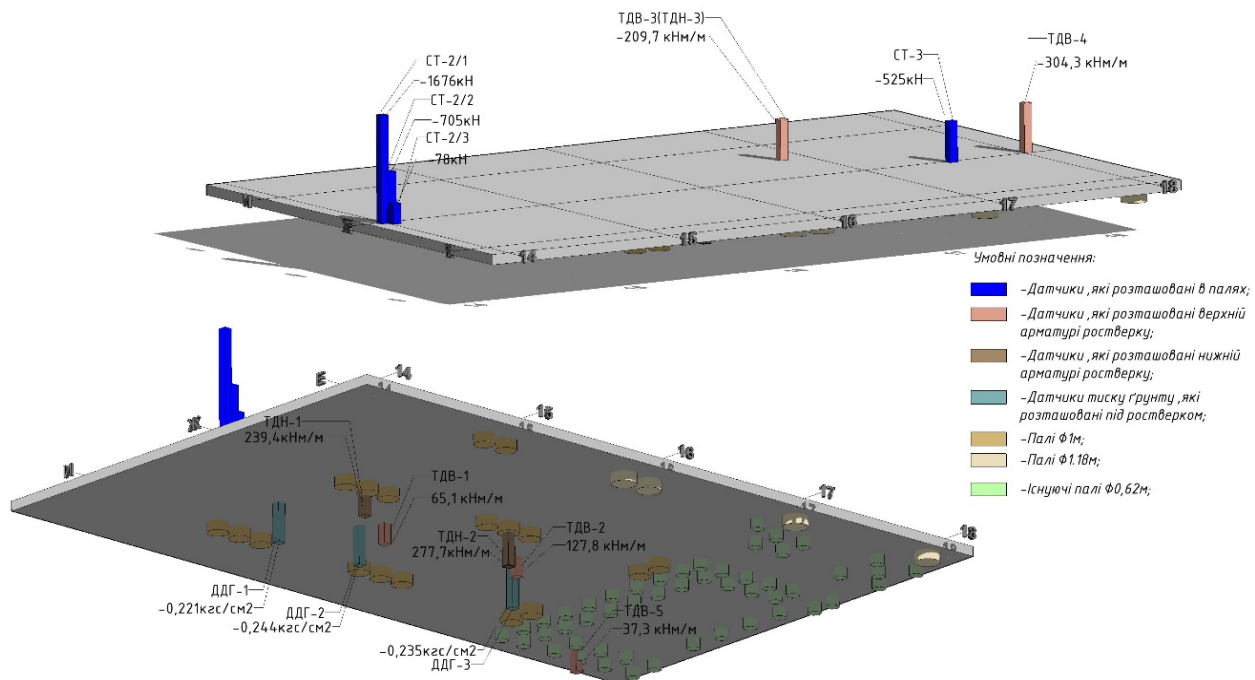 ТДВ-3(ТДН-3)
-209,7 кНм/м
СТ-2/1
-1676кН
СТ-2/2
-705кН
СТ-2/3
78кН
СТ-3
-525кН
ТДВ-4
-304,3 кНм/м
14
15
16
17
18
Умовні позначення:
-Датчики ,які розташовані в палях;
-Датчики ,які розташовані верхній
арматурі ростверку;
-Датчики ,які розташовані нижній
арматурі ростверку;
-Датчики тиску ґрунту ,які
розташовані під ростверком;
-Палі Ф1м;
-Палі Ф1.18м;
-Існуючі палі Ф0,62м;
Е
14
Ж
ТДН-1
239,4кНм/м
15
И
ТДВ-1
65,1 кНм/м
16
17
ТДН-2
277,7кНм/м
ТДВ-2
127,8 кНм/м
18
ДДГ-1
-0,221кгс/см2
ДДГ-2
-0,244кгс/см2
ТДВ-5
37,3 кНм/м
-0,235кгс/см2
ДДГ-3